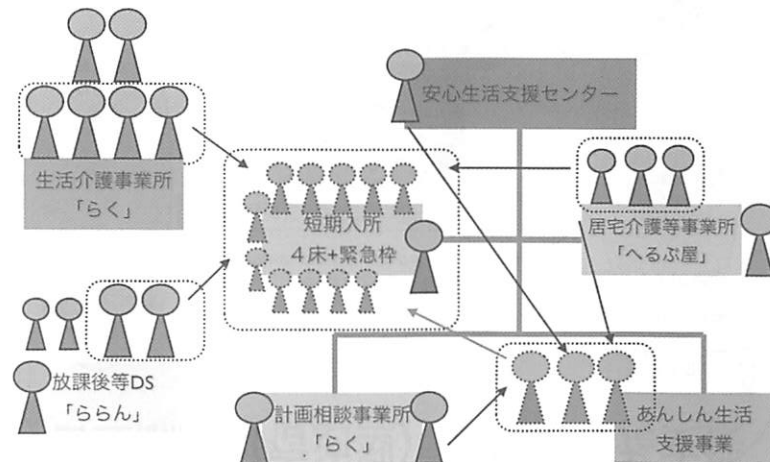 安心生活支援センター
生活介護事業所
「らく」
短期入所
4床+緊急枠
居宅介護等事業所
「へるぷ屋」
放課後等DS
「ららん」
計画相談事業所
「らく」
あんしん生活
支援事業